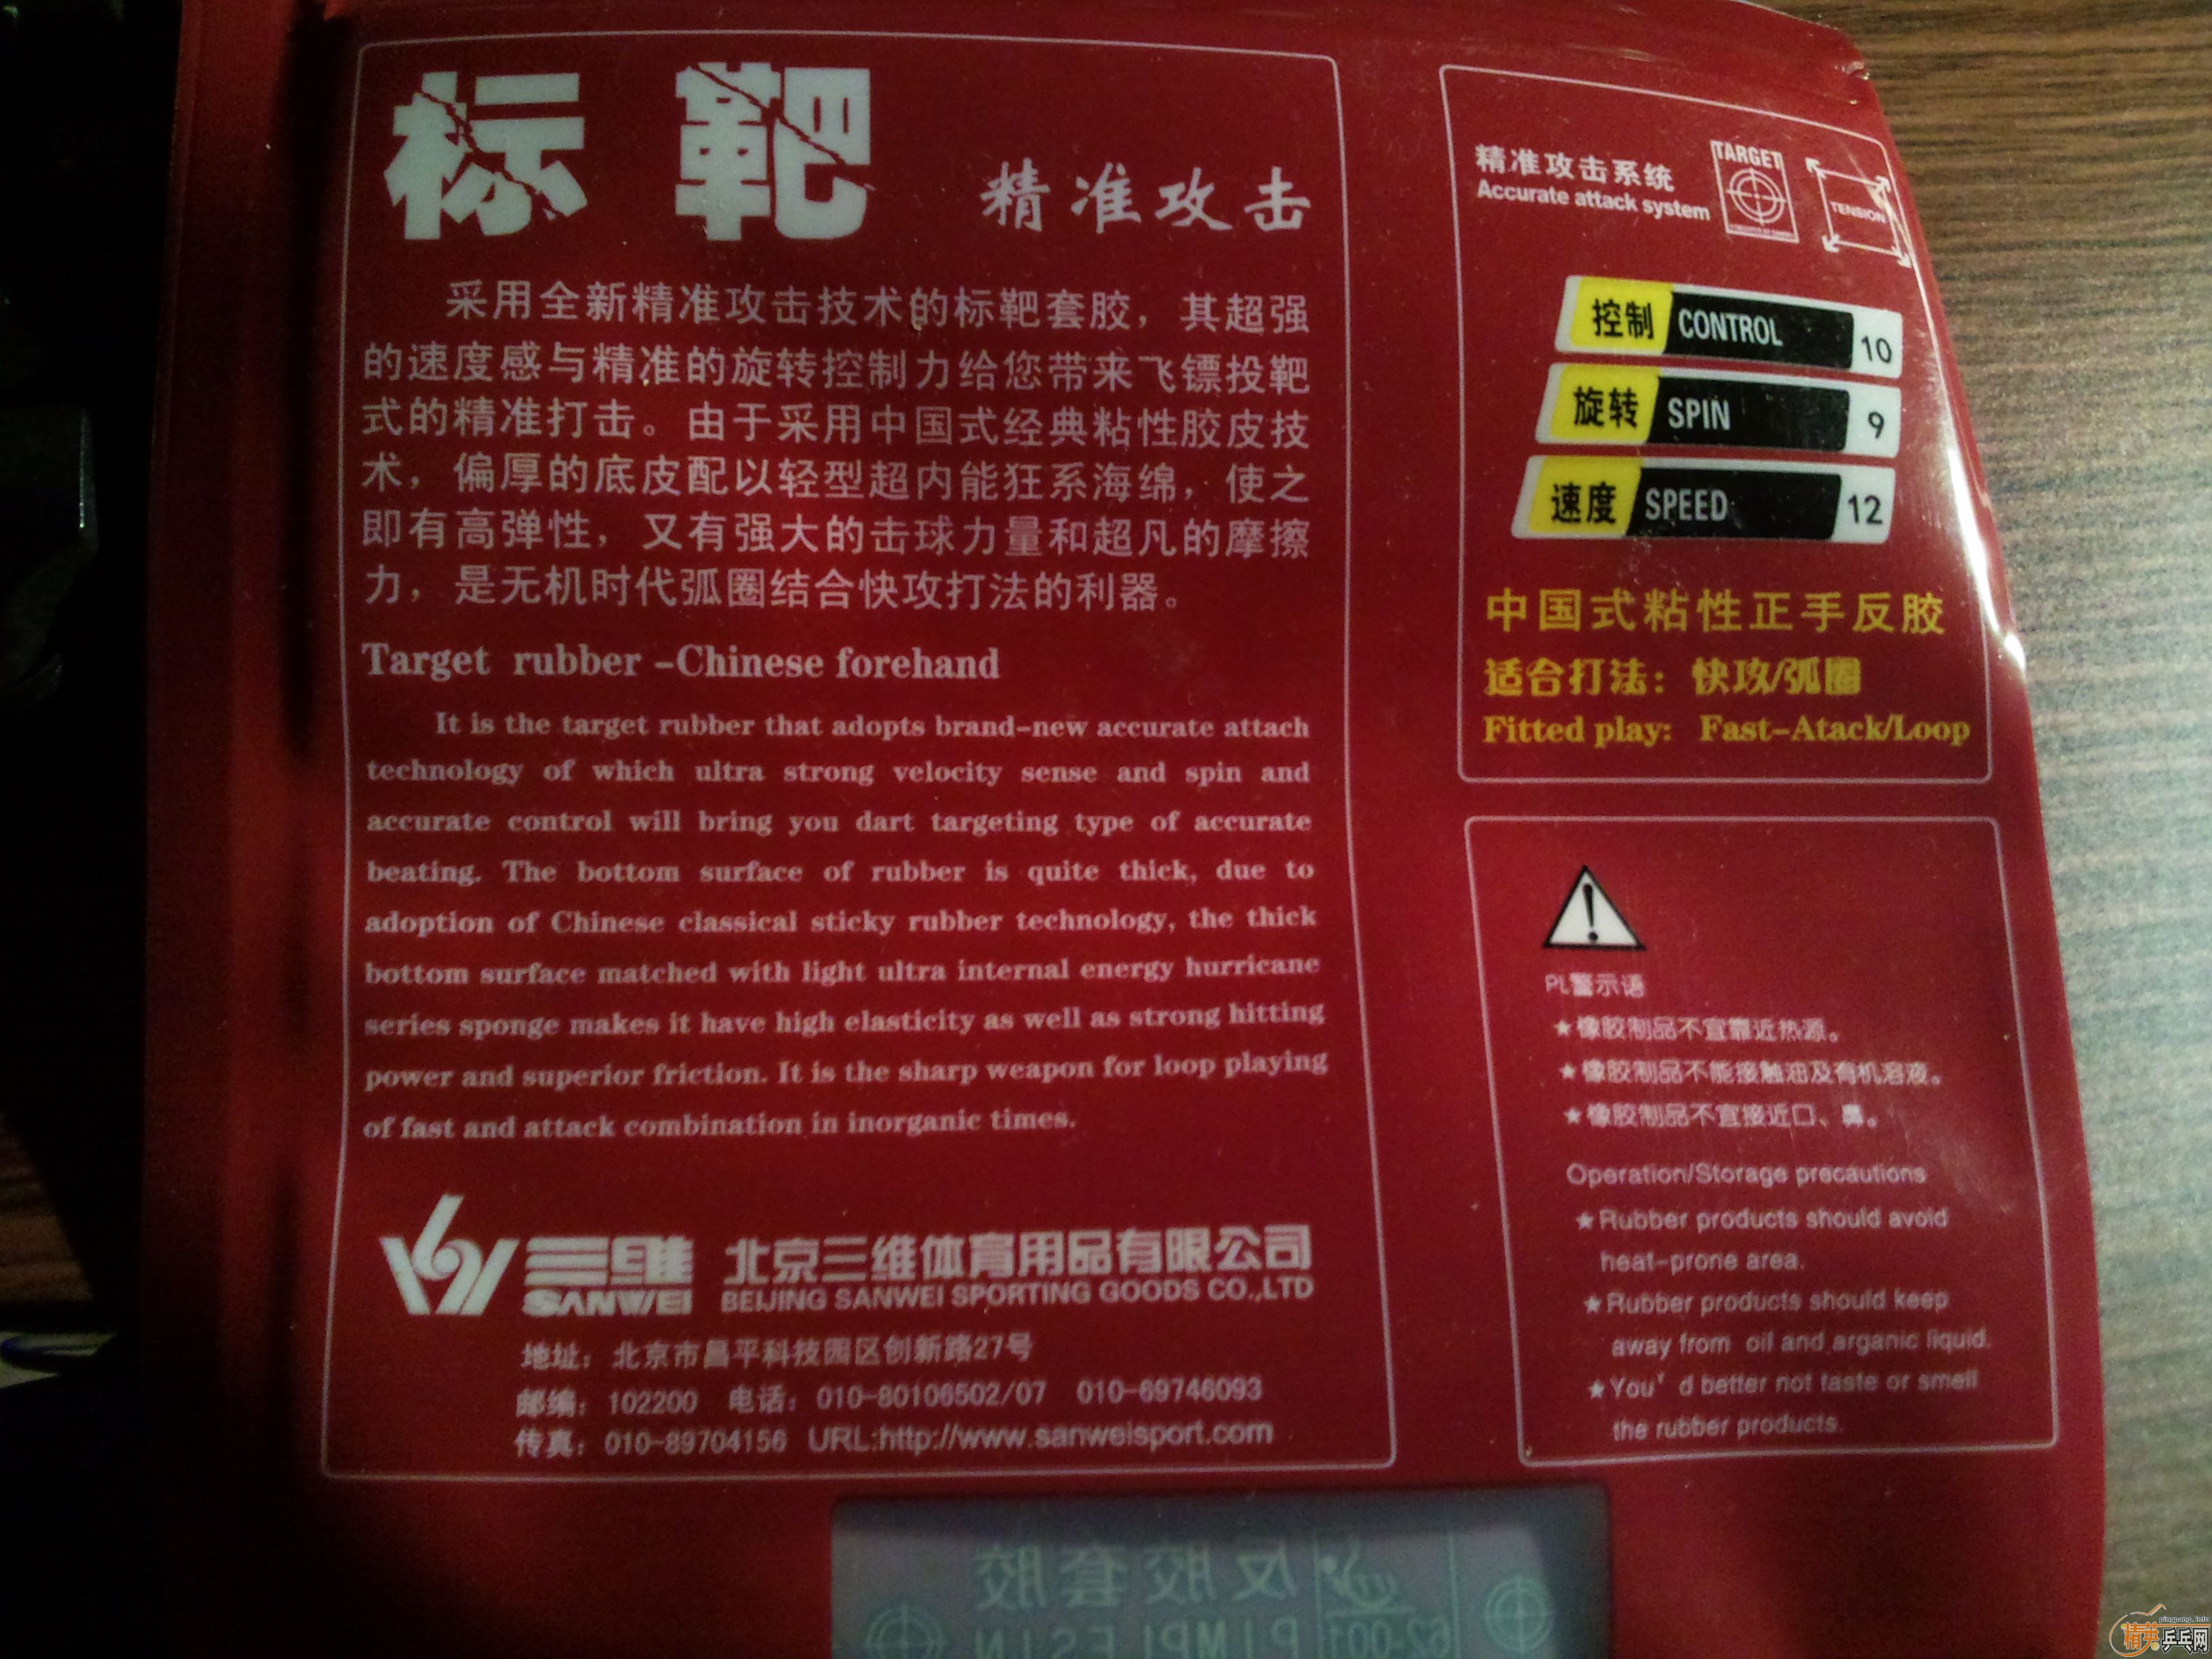 标靶 精准攻击
采用全新精准攻击技术的标靶套胶，其超强
的速度感与精准的旋转控制力给您带来飞镖投靶
式的精准打击。由于采用中国式经典粘性胶皮技
术，偏厚的底皮配以轻型超内能狂系海绵，使之
即有高弹性，又有强大的击球力量和超凡的摩擦
力，是无机时代弧圈结合快攻打法的利器。
Target rubber -Chinese forehand
It is the target rubber that adopts brand-new accurate attach
technology of which ultra strong velocity sense and spin and
accurate control will bring you dart targeting type of accurate
beating. The bottom surface of rubber is quite thick, due to
adoption of Chinese classical sticky rubber technology, the thick
bottom surface matched with light ultra internal energy hurricane
series sponge makes it have high elasticity as well as strong hitting
power and superior friction. It is the sharp weapon for loop playing
of fast and attack combination in inorganic times.
三维 SANWEI
北京三维体育用品有限公司
BEIJING SANWEI SPORTING GOODS CO.,LTD
地址：北京市昌平科技园区创新路27号
邮编：102200 电话：010-80106502/07 010-69746093
传真：010-89704156 URL:http://www.sanweisport.com
精准攻击系统
Accurate attack system
TARGET
TENSION
控制 CONTROL 10
旋转 SPIN 9
速度 SPEED 12
中国式粘性正手反胶
适合打法：快攻/弧圈
Fitted play: Fast-Atack/Loop
PL警示语
★橡胶制品不宜靠近热源。
★橡胶制品不能接触油及有机溶液。
★橡胶制品不宜接近口、鼻。
Operation/Storage precautions
★Rubber products should avoid
heat-prone area.
★Rubber products should keep
away from oil and arganic liquid.
★You'd better not taste or smell
the rubber products.
反胶套胶
PIMPLES IN
精英乒乓网
pingpang.info